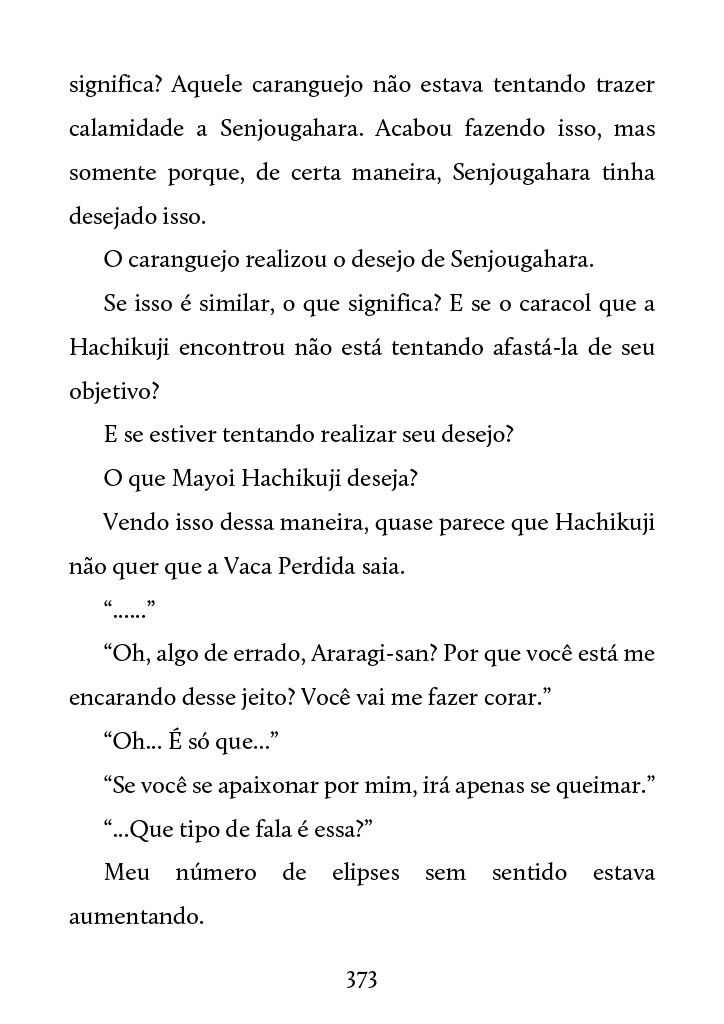 significa? Aquele caranguejo não estava tentando trazer
calamidade a Senjougahara. Acabou fazendo isso, mas
somente porque, de certa maneira, Senjougahara tinha
desejado isso.
O caranguejo realizou o desejo de Senjougahara.
Se isso é similar, o que significa? E se o caracol que a
Hachikuji encontrou não está tentando afastá-la de seu
objetivo?
E se estiver tentando realizar seu desejo?
O que Mayoi Hachikuji deseja?
Vendo isso dessa maneira, quase parece que Hachikuji
não quer que a Vaca Perdida saia.
“......”
“Oh, algo de errado, Araragi-san? Por que você está me
encarando desse jeito? Você vai me fazer corar.”
“Oh... É só que...”
“Se você se apaixonar por mim, irá apenas se queimar.”
“...Que tipo de fala é essa?”
Meu número de elipses sem sentido estava
aumentando.
373